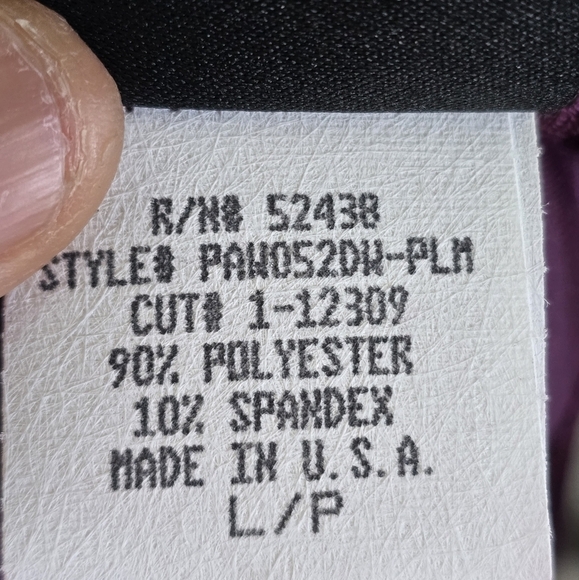 R/N# 52438
STYLE# PAW052DW-PLM
CUT# 1-12309
90% POLYESTER
10% SPANDEX
MADE IN U.S.A.
L/P